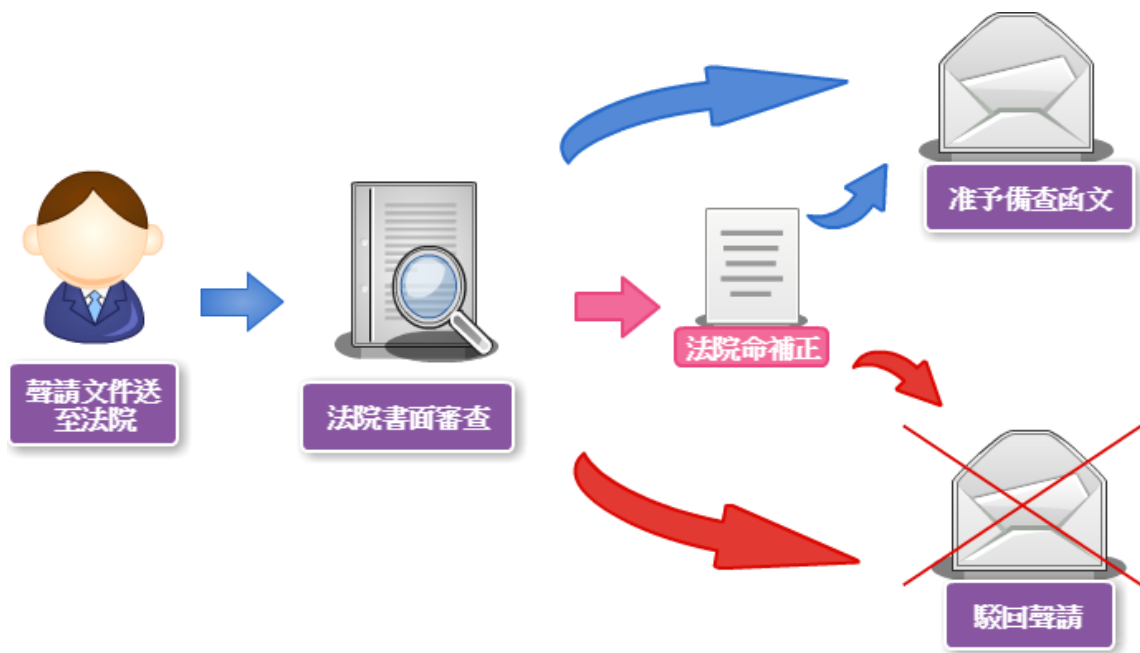 聲請文件送
至法院
法院書面審查
法院命補正
准予備查函文
駁回聲請